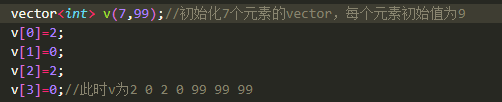 vector<int> v(7,99);//初始化7个元素的vector，每个元素初始值为9
v[0]=2;
v[1]=0;
v[2]=2;
v[3]=0;//此时v为2 0 2 0 99 99 99